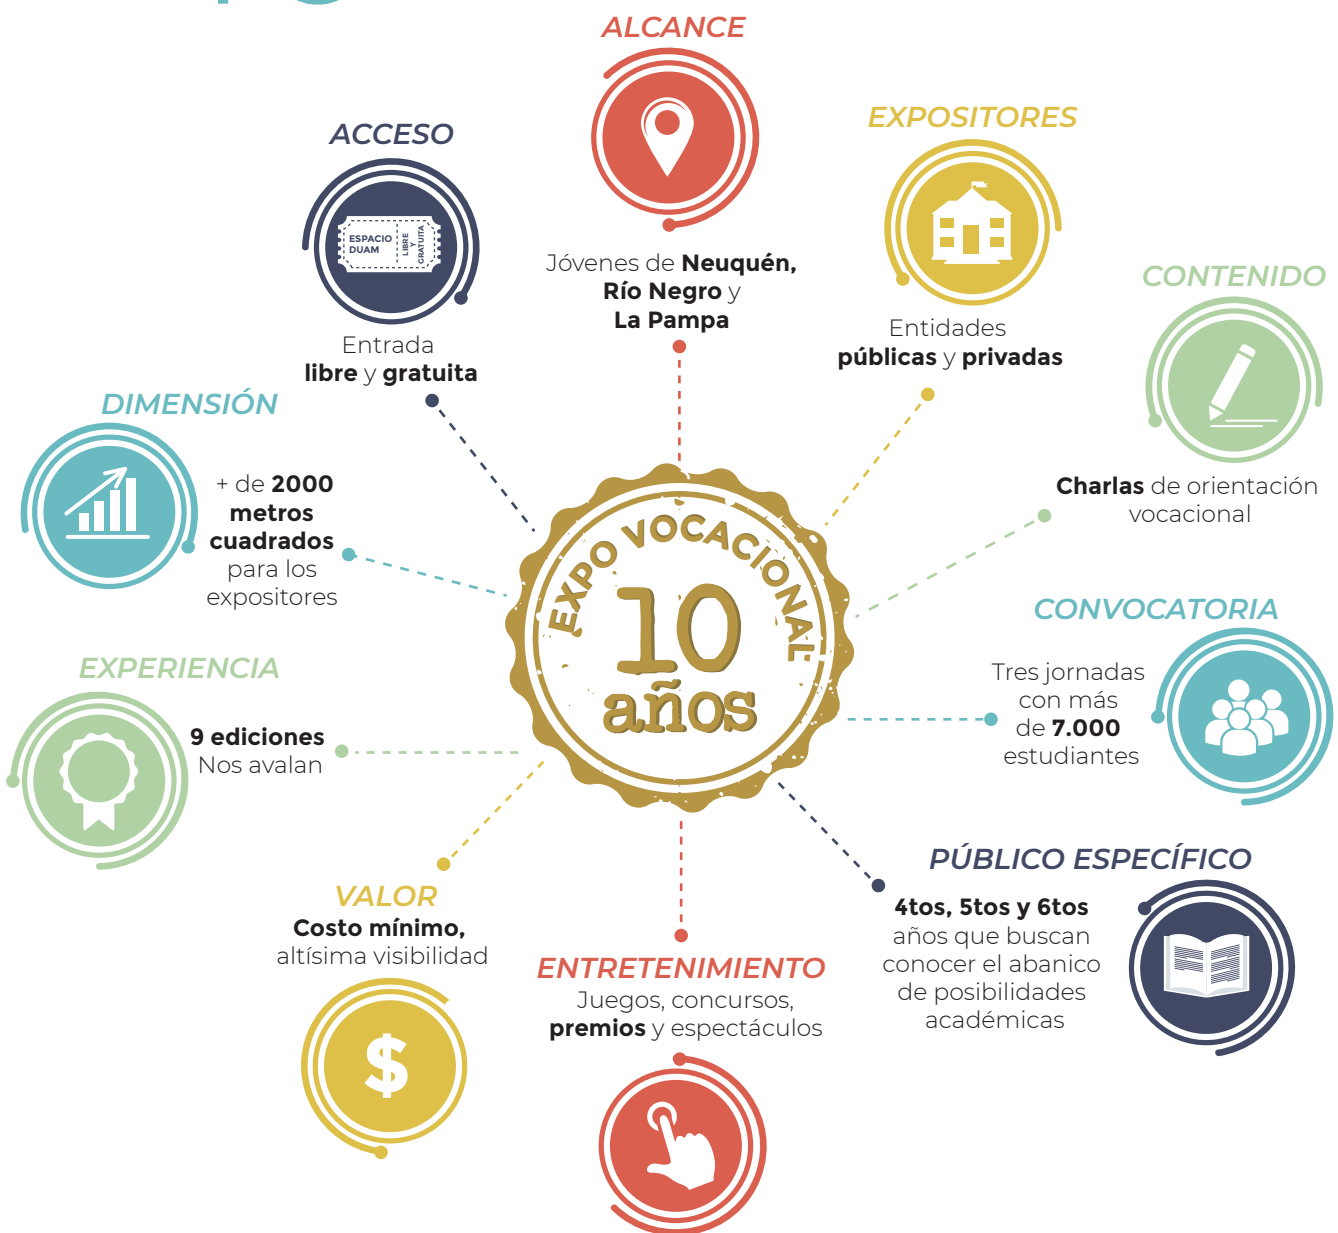 ALCANCE
Jóvenes de Neuquén,
Río Negro y
La Pampa
EXPOSITORES
Entidades
públicas y privadas
CONTENIDO
Charlas de orientación
vocacional
CONVOCATORIA
Tres jornadas
con más
de 7.000
estudiantes
PÚBLICO ESPECÍFICO
4tos, 5tos y 6tos
años que buscan
conocer el abanico
de posibilidades
académicas
ENTRETENIMIENTO
Juegos, concursos,
premios y espectáculos
VALOR
Costo mínimo,
altísima visibilidad
$
EXPERIENCIA
9 ediciones
Nos avalan
DIMENSIÓN
+ de 2000
metros
cuadrados
para los
expositores
ACCESO
ESPACIO
DUAM
LIBRE
Y
GRATUITA
Entrada
libre y gratuita
EXPO VOCACIONAL
10
años